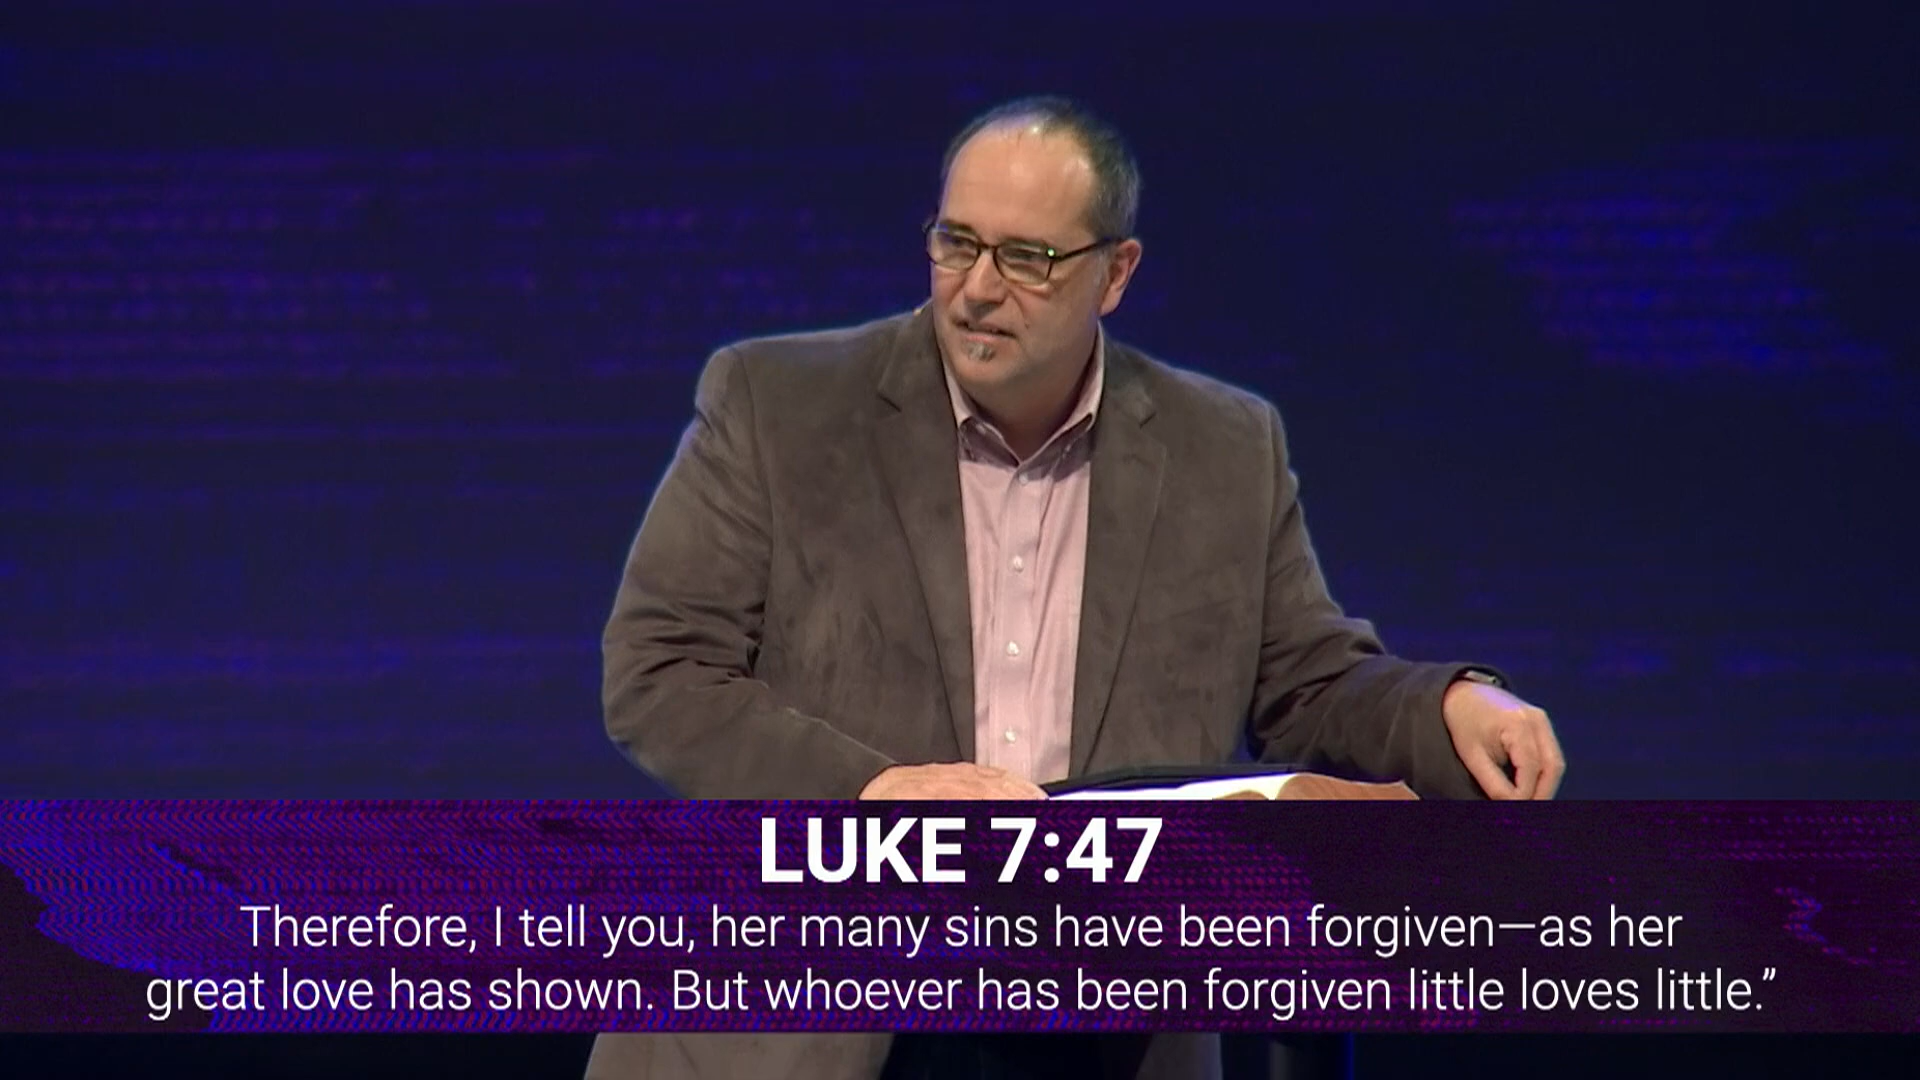 LUKE 7:47
Therefore, I tell you, her many sins have been forgiven—as her
great love has shown. But whoever has been forgiven little loves little.”